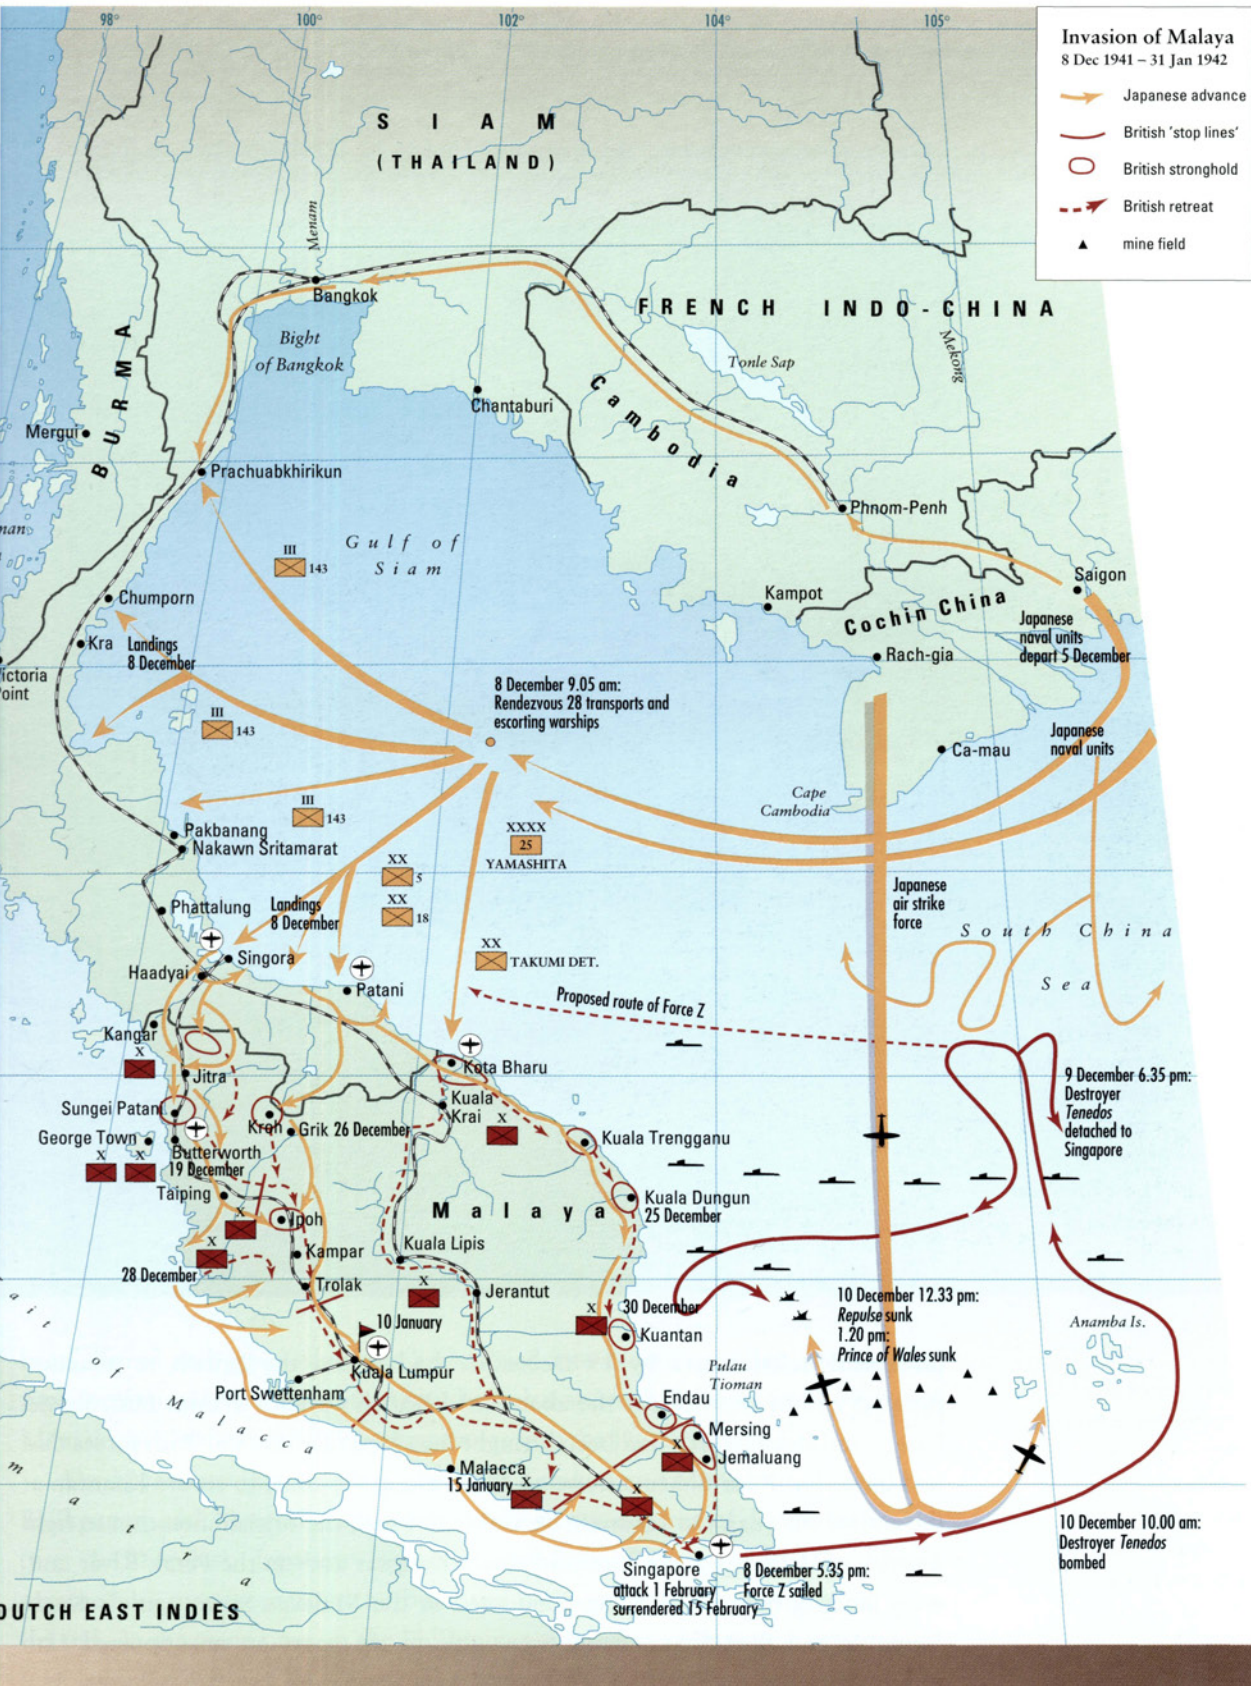 98°
100°
102°
104°
105°
Invasion of Malaya
8 Dec 1941 – 31 Jan 1942
Japanese advance
British 'stop lines'
British stronghold
British retreat
mine field
SIAM
(THAILAND)
Menam
Bangkok
Bight
of Bangkok
FRENCH INDO-CHINA
Tonle Sap
Mekong
Cambodia
Chantaburi
BURMA
Mergui
Prachuabkhirikun
Phnom-Penh
Gulf of
Siam
III
143
Saigon
Kampot
Cochin China
Chumporn
Kra
Landings
8 December
Japanese
naval units
depart 5 December
Rach-gia
ictoria
oint
8 December 9.05 am:
Rendezvous 28 transports and
escorting warships
III
143
Japanese
naval units
Ca-mau
Cape
Cambodia
III
143
XXXX
25
YAMASHITA
Pakbanang
Nakawn Sritamarat
XX
5
XX
18
Phattalung
Landings
8 December
Japanese
air strike
force
South China
Sea
XX
TAKUMI DET.
Singora
Haadyai
Patani
Proposed route of Force Z
Kangar
X
Kota Bharu
Jitra
9 December 6.35 pm:
Destroyer
Tenedos
detached to
Singapore
Kuala
Krai
Sungei Patani
Kroh
Grik 26 December
X
George Town
Kuala Trengganu
X
X
Butterworth
19 December
Taiping
Kuala Dungun
25 December
Malaya
X
Ipoh
X
Kampar
Kuala Lipis
28 December
Trolak
X
Jerantut
10 January
X
30 December
Kuantan
10 December 12.33 pm:
Repulse sunk
1.20 pm:
Prince of Wales sunk
Anamba Is.
Kuala Lumpur
Port Swettenham
Pulau
Tioman
Endau
Mersing
X
Jemaluang
Malacca
15 January
X
X
of Malacca
10 December 10.00 am:
Destroyer Tenedos
bombed
Singapore
attack 1 February
surrendered 15 February
8 December 5.35 pm:
Force Z sailed
OUTCH EAST INDIES